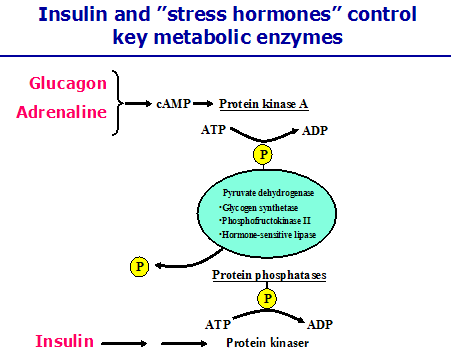 Insulin and ”stress hormones” control
key metabolic enzymes
Glucagon
Adrenaline
cAMP
Protein kinase A
ATP
ADP
P
Pyruvate dehydrogenase
•Glycogen synthetase
•Phosphofructokinase II
•Hormone-sensitive lipase
P
Protein phosphatases
P
ATP
ADP
Insulin
Protein kinaser